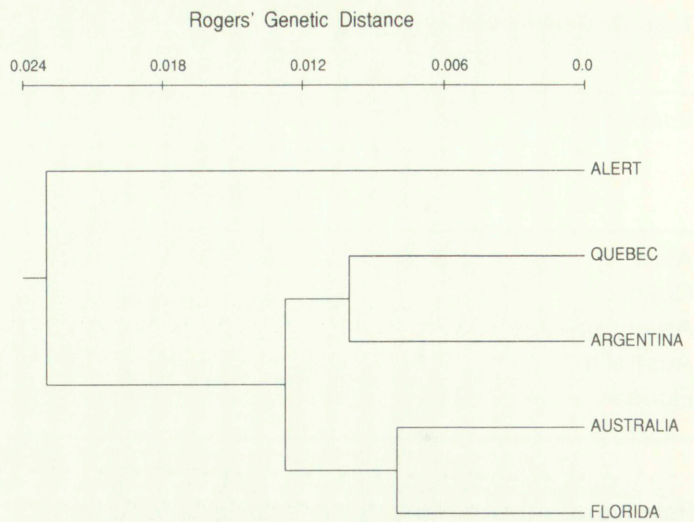 Rogers' Genetic Distance
0.024 0.018 0.012 0.006 0.0
ALERT
QUEBEC
ARGENTINA
AUSTRALIA
FLORIDA